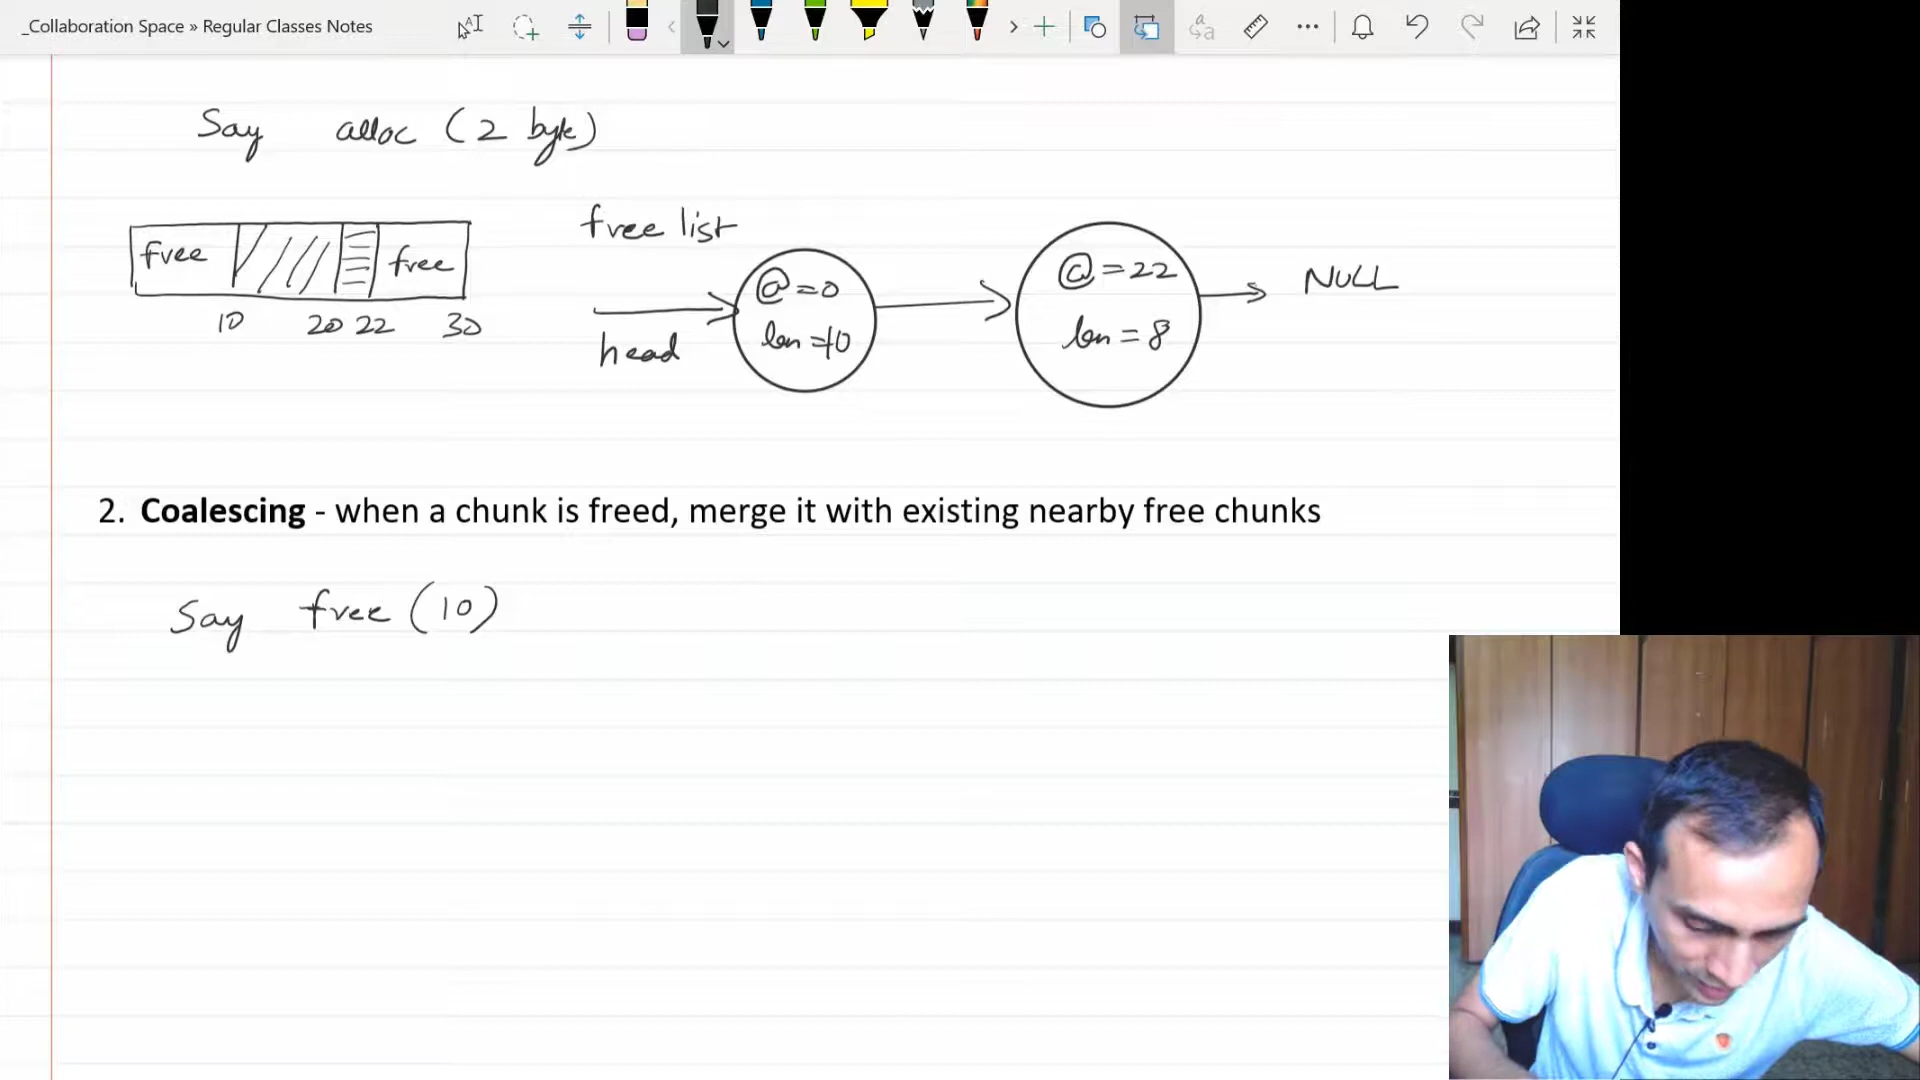 _Collaboration Space » Regular Classes Notes
Say alloc (2 byte)
free free
10 20 22 30
free list
head
@=0
len=10
@=22
len=8
NULL
2. Coalescing - when a chunk is freed, merge it with existing nearby free chunks
Say free (10)